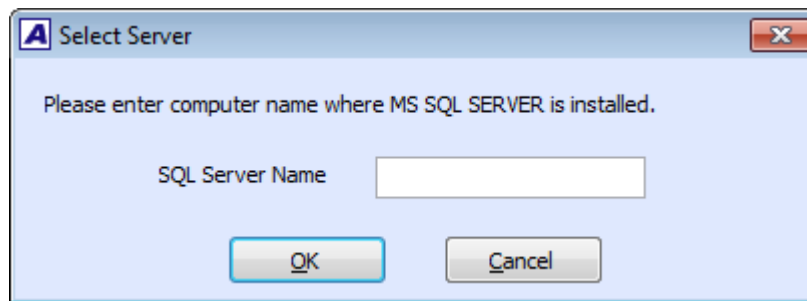 A Select Server
Please enter computer name where MS SQL SERVER is installed.
SQL Server Name
OK Cancel